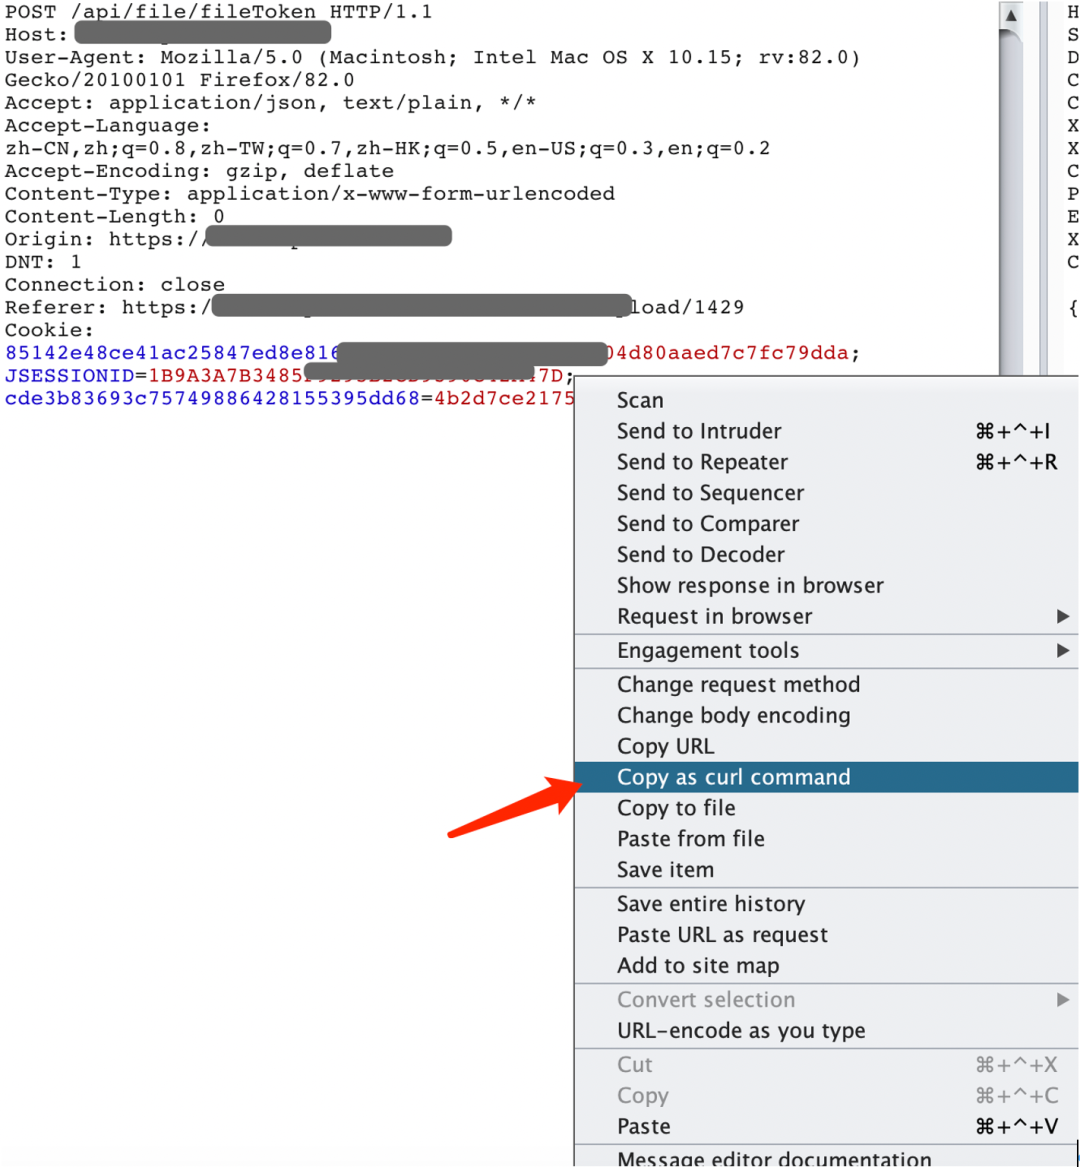 POST /api/file/fileToken HTTP/1.1
Host:
User-Agent: Mozilla/5.0 (Macintosh; Intel Mac OS X 10.15; rv:82.0)
Gecko/20100101 Firefox/82.0
Accept: application/json, text/plain, */*
Accept-Language:
zh-CN,zh;q=0.8,zh-TW;q=0.7,zh-HK;q=0.5,en-US;q=0.3,en;q=0.2
Accept-Encoding: gzip, deflate
Content-Type: application/x-www-form-urlencoded
Content-Length: 0
Origin: https://
DNT: 1
Connection: close
Referer: https:/ load/1429
Cookie:
85142e48ce41ac25847ed8e816 04d80aaed7c7fc79dda;
JSESSIONID=1B9A3A7B3485 7D;
cde3b83693c75749886428155395dd68=4b2d7ce2175
Scan
Send to Intruder ⌘+^+I
Send to Repeater ⌘+^+R
Send to Sequencer
Send to Comparer
Send to Decoder
Show response in browser
Request in browser ▶
Engagement tools ▶
Change request method
Change body encoding
Copy URL
Copy as curl command
Copy to file
Paste from file
Save item
Save entire history
Paste URL as request
Add to site map
Convert selection ▶
URL-encode as you type
Cut ⌘+^+X
Copy ⌘+^+C
Paste ⌘+^+V
Message editor documentation
H
S
D
C
C
X
X
C
P
E
X
C
{